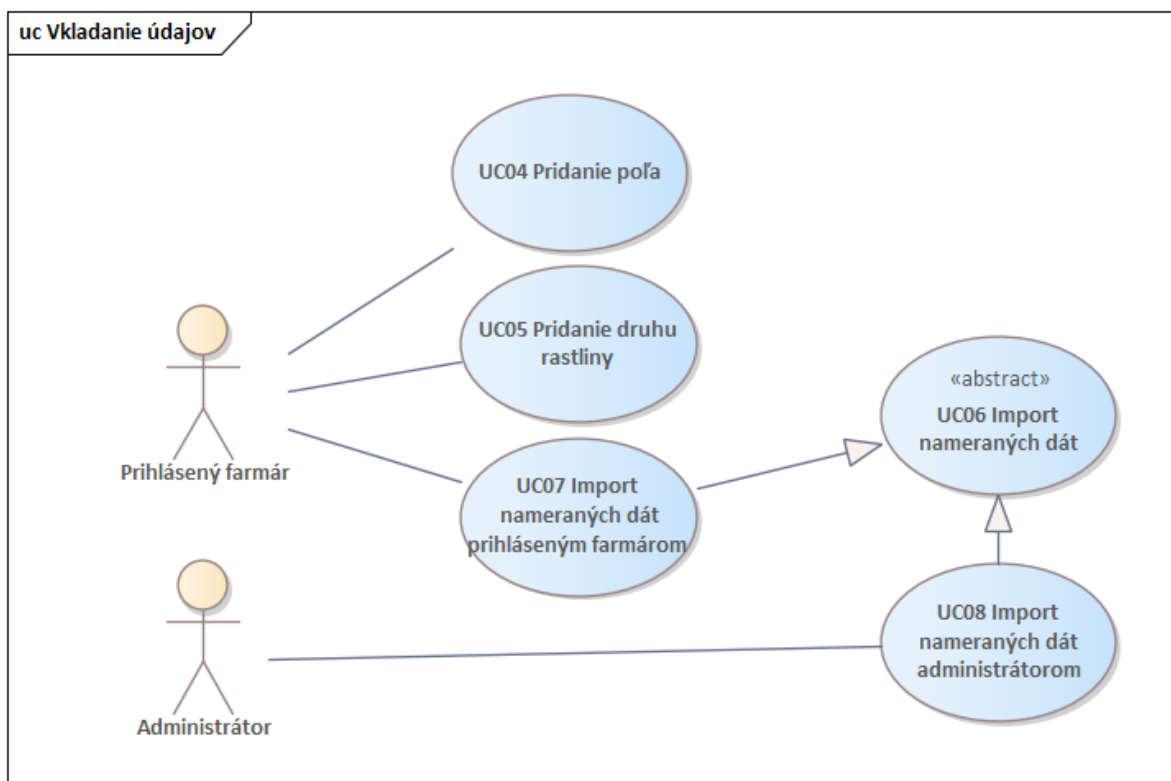 uc Vkladanie údajov
UC04 Pridanie poľa
UC05 Pridanie druhu
rastliny
Prihlásený farmár
«abstract»
UC06 Import
nameraných dát
UC07 Import
nameraných dát
prihláseným farmárom
Administrátor
UC08 Import
nameraných dát
administrátorom